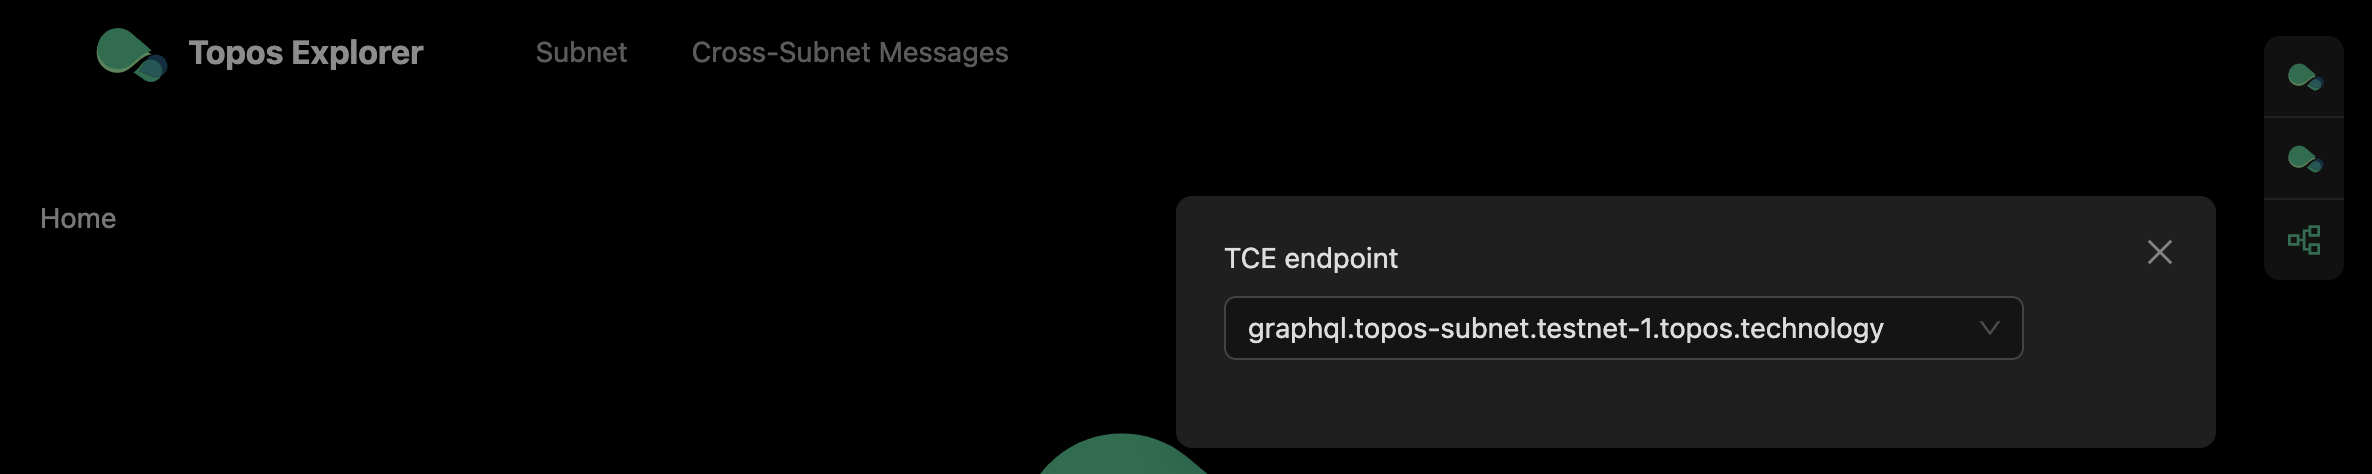 Topos Explorer
Subnet
Cross-Subnet Messages
Home
TCE endpoint
graphql.topos-subnet.testnet-1.topos.technology